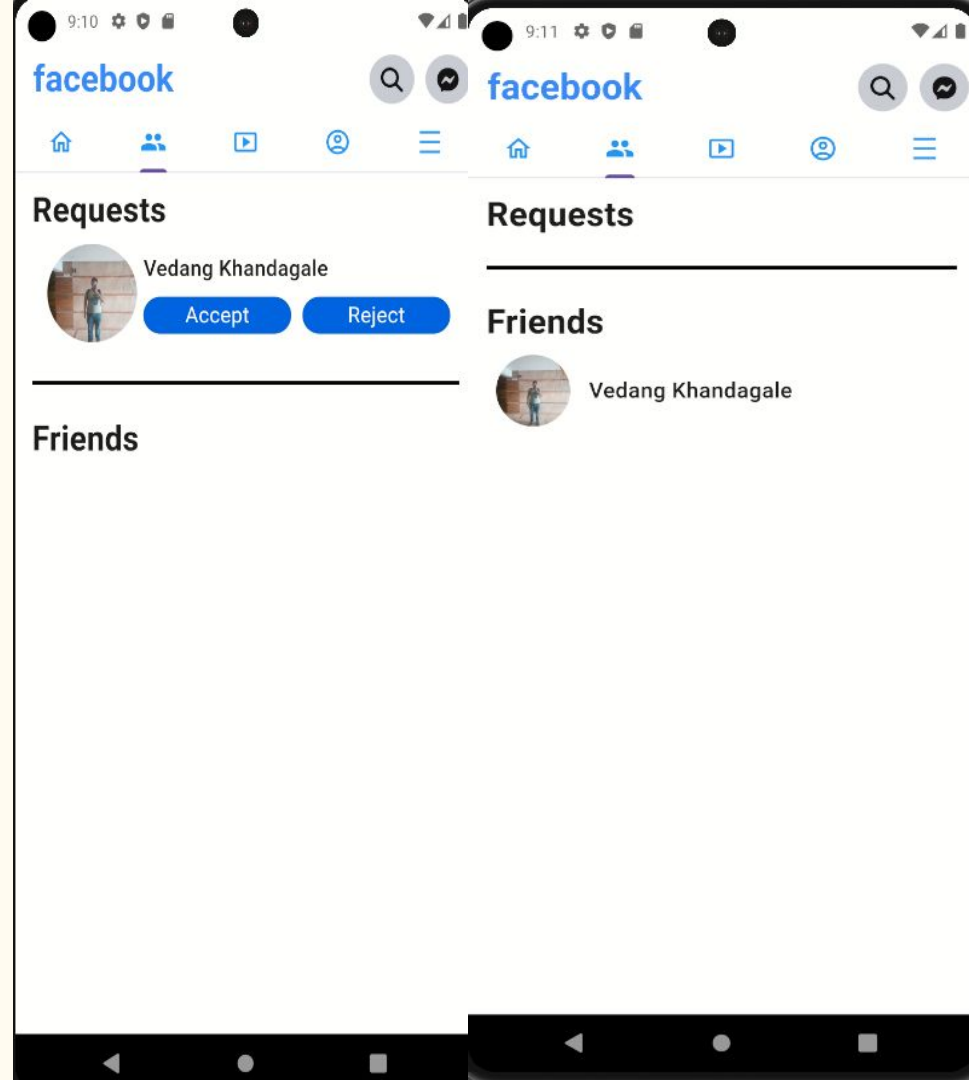 9:10
facebook
Requests
Vedang Khandagale
Accept Reject
Friends
9:11
facebook
Requests
Friends
Vedang Khandagale